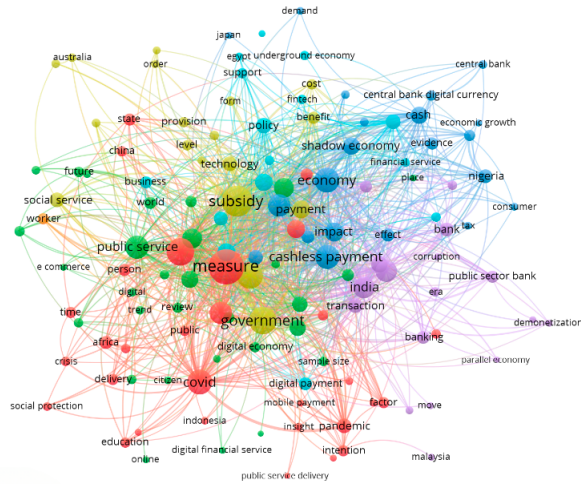 demand
japan
order
australia
egypt underground economy
support
central bank
cost
fintech
form
central bank digital currency
benefit
cash
state
provision
policy
economic growth
level
shadow economy
evidence
china
technology
financial service
future
business
economy
place
nigeria
social service
world
subsidy
payment
consumer
worker
tax
impact
effect
bank
public service
cashless payment
corruption
e commerce
person
measure
public sector bank
india
digital
era
trend
review
transaction
time
government
demonetization
public
africa
digital economy
banking
crisis
sample size
parallel economy
delivery
citizen
covid
digital payment
social protection
mobile payment
factor
move
indonesia
insight
pandemic
education
digital financial service
intention
online
malaysia
public service delivery